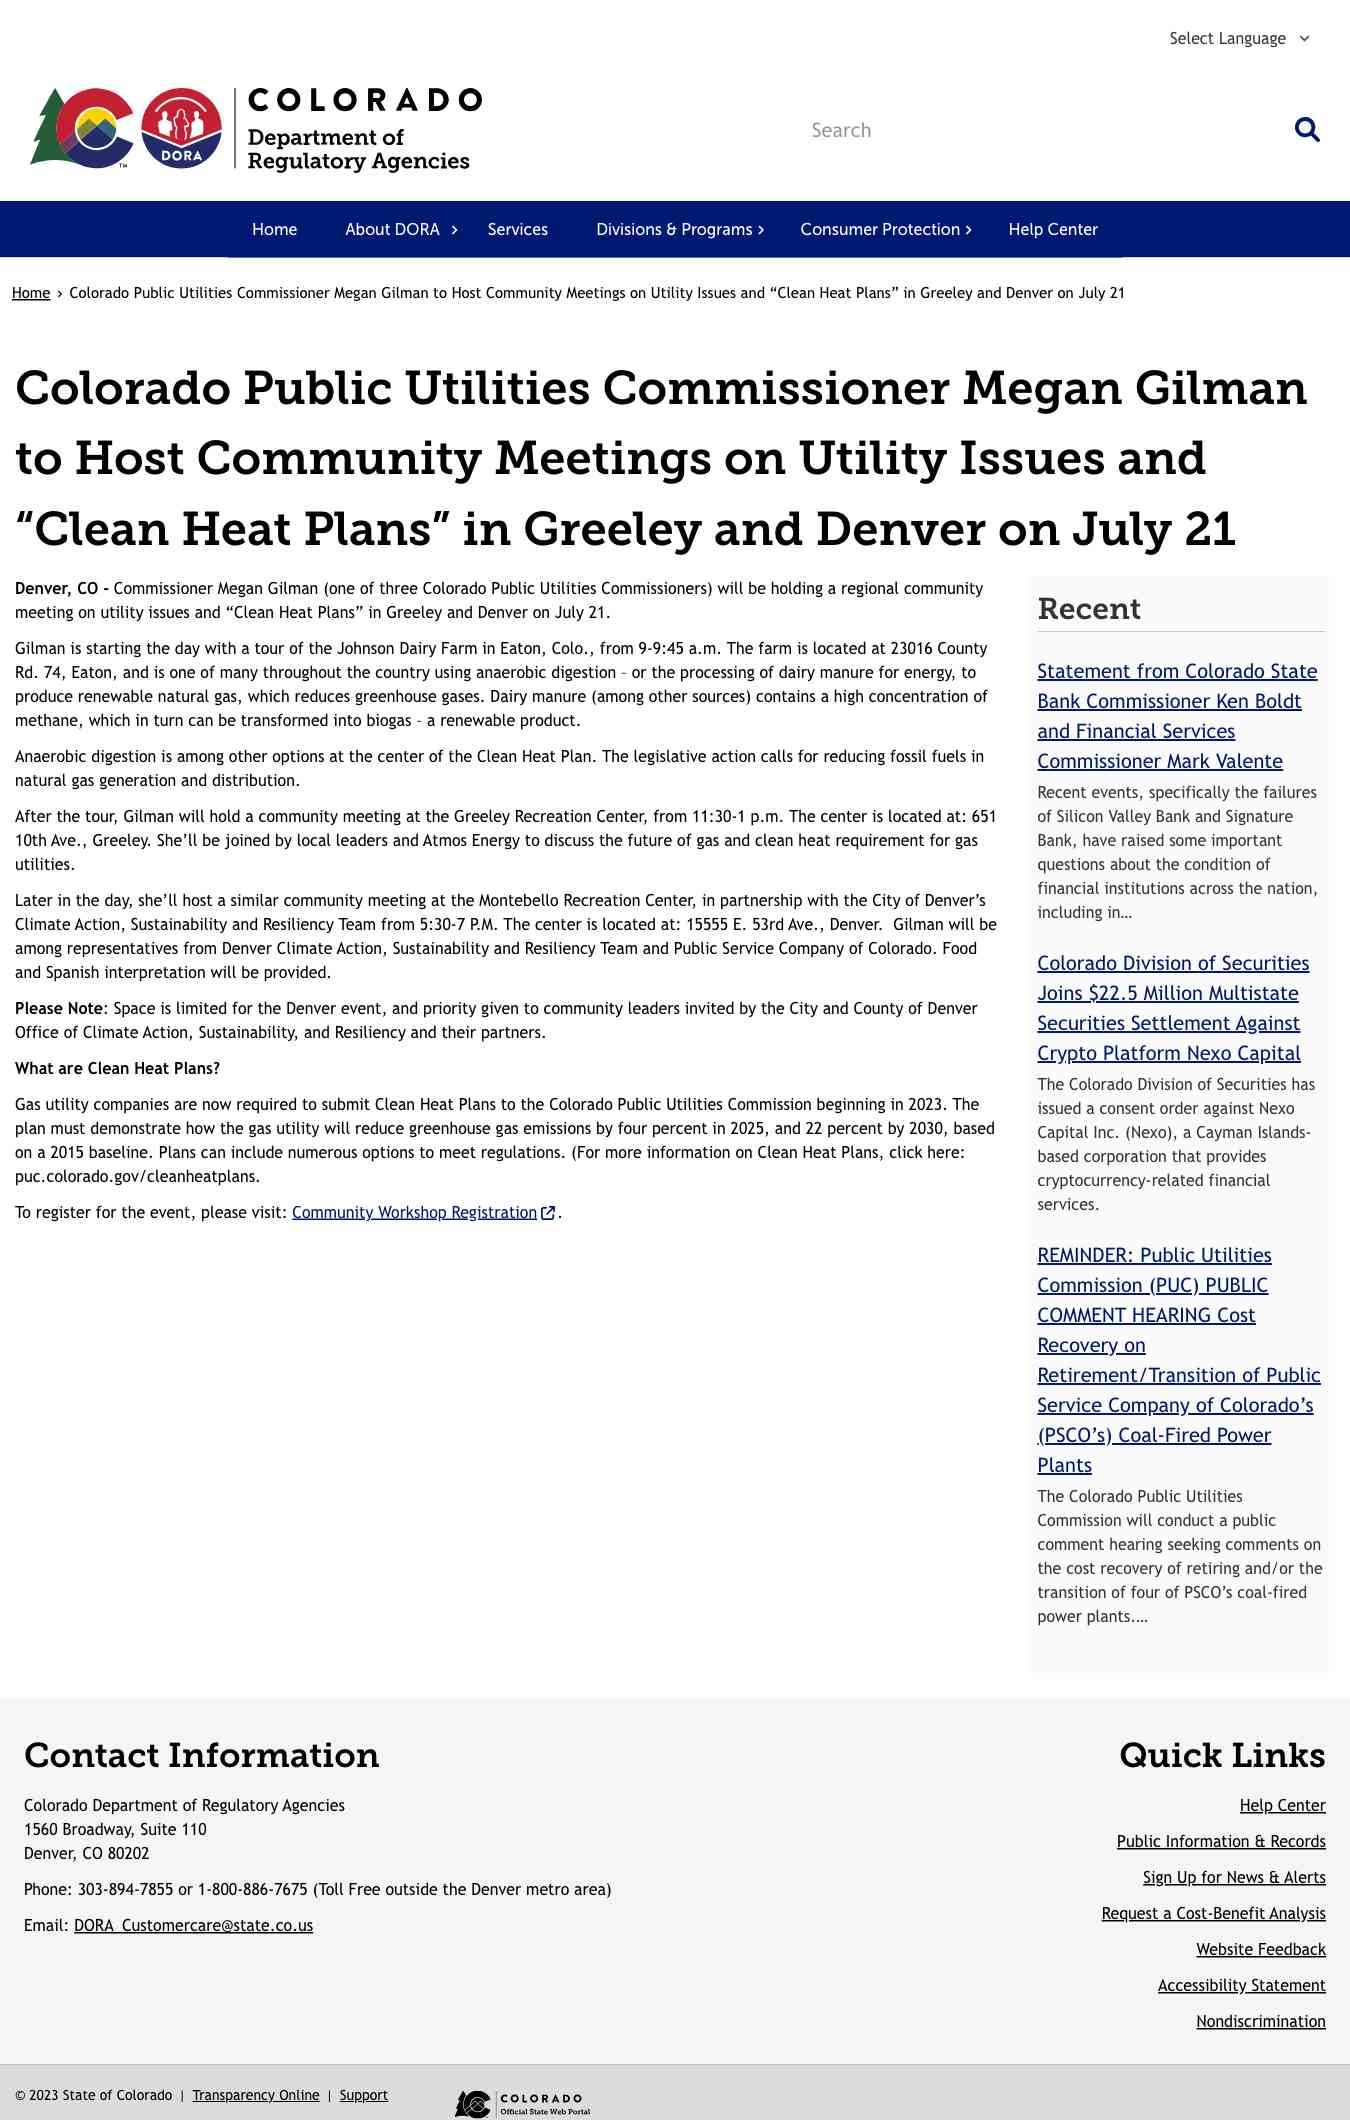 Select Language
COLORADO
Department of
Regulatory Agencies
DORA
TM
Search
Home About DORA Services Divisions & Programs Consumer Protection Help Center
Home › Colorado Public Utilities Commissioner Megan Gilman to Host Community Meetings on Utility Issues and “Clean Heat Plans” in Greeley and Denver on July 21
Colorado Public Utilities Commissioner Megan Gilman
to Host Community Meetings on Utility Issues and
“Clean Heat Plans” in Greeley and Denver on July 21
Denver, CO - Commissioner Megan Gilman (one of three Colorado Public Utilities Commissioners) will be holding a regional community
meeting on utility issues and “Clean Heat Plans” in Greeley and Denver on July 21.
Gilman is starting the day with a tour of the Johnson Dairy Farm in Eaton, Colo., from 9-9:45 a.m. The farm is located at 23016 County
Rd. 74, Eaton, and is one of many throughout the country using anaerobic digestion – or the processing of dairy manure for energy, to
produce renewable natural gas, which reduces greenhouse gases. Dairy manure (among other sources) contains a high concentration of
methane, which in turn can be transformed into biogas - a renewable product.
Anaerobic digestion is among other options at the center of the Clean Heat Plan. The legislative action calls for reducing fossil fuels in
natural gas generation and distribution.
After the tour, Gilman will hold a community meeting at the Greeley Recreation Center, from 11:30-1 p.m. The center is located at: 651
10th Ave., Greeley. She’ll be joined by local leaders and Atmos Energy to discuss the future of gas and clean heat requirement for gas
utilities.
Later in the day, she’ll host a similar community meeting at the Montebello Recreation Center, in partnership with the City of Denver’s
Climate Action, Sustainability and Resiliency Team from 5:30-7 P.M. The center is located at: 15555 E. 53rd Ave., Denver. Gilman will be
among representatives from Denver Climate Action, Sustainability and Resiliency Team and Public Service Company of Colorado. Food
and Spanish interpretation will be provided.
Please Note: Space is limited for the Denver event, and priority given to community leaders invited by the City and County of Denver
Office of Climate Action, Sustainability, and Resiliency and their partners.
What are Clean Heat Plans?
Gas utility companies are now required to submit Clean Heat Plans to the Colorado Public Utilities Commission beginning in 2023. The
plan must demonstrate how the gas utility will reduce greenhouse gas emissions by four percent in 2025, and 22 percent by 2030, based
on a 2015 baseline. Plans can include numerous options to meet regulations. (For more information on Clean Heat Plans, click here:
puc.colorado.gov/cleanheatplans.
To register for the event, please visit: Community Workshop Registration.
Recent
Statement from Colorado State
Bank Commissioner Ken Boldt
and Financial Services
Commissioner Mark Valente
Recent events, specifically the failures
of Silicon Valley Bank and Signature
Bank, have raised some important
questions about the condition of
financial institutions across the nation,
including in…
Colorado Division of Securities
Joins $22.5 Million Multistate
Securities Settlement Against
Crypto Platform Nexo Capital
The Colorado Division of Securities has
issued a consent order against Nexo
Capital Inc. (Nexo), a Cayman Islands-
based corporation that provides
cryptocurrency-related financial
services.
REMINDER: Public Utilities
Commission (PUC) PUBLIC
COMMENT HEARING Cost
Recovery on
Retirement/Transition of Public
Service Company of Colorado’s
(PSCO’s) Coal-Fired Power
Plants
The Colorado Public Utilities
Commission will conduct a public
comment hearing seeking comments on
the cost recovery of retiring and/or the
transition of four of PSCO’s coal-fired
power plants.…
Contact Information
Colorado Department of Regulatory Agencies
1560 Broadway, Suite 110
Denver, CO 80202
Phone: 303-894-7855 or 1-800-886-7675 (Toll Free outside the Denver metro area)
Email: DORA_Customercare@state.co.us
Quick Links
Help Center
Public Information & Records
Sign Up for News & Alerts
Request a Cost-Benefit Analysis
Website Feedback
Accessibility Statement
Nondiscrimination
© 2023 State of Colorado | Transparency Online | Support
COLORADO
Official State Web Portal